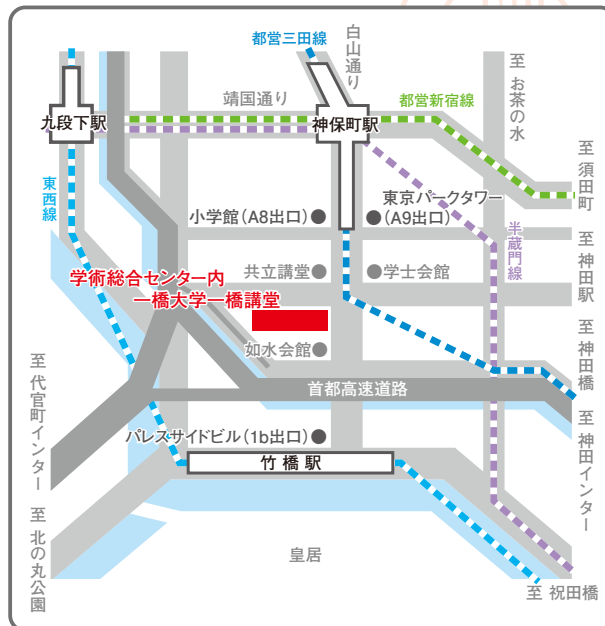 都営三田線
白山通り
至 お茶の水
靖国通り
都営新宿線
九段下駅
神保町駅
至 須田町
東西線
小学館(A8出口)●
東京パークタワー
●(A9出口)
半蔵門線
至 神田駅
学術総合センター内
一橋大学一橋講堂
共立講堂●
●学士会館
如水会館●
至 神田橋
至 代官町インター
首都高速道路
至 神田インター
パレスサイドビル(1b出口)●
竹橋駅
至 北の丸公園
皇居
至 祝田橋